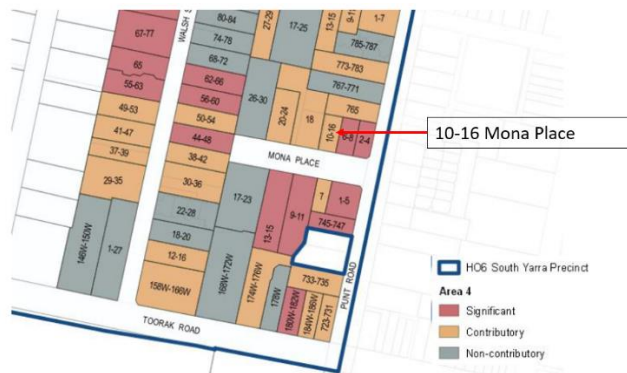 67-77
65
55-63
49-53
41-47
37-39
29-35
146W-150W
1-27
WALSH S
80-84
74-78
68-72
62-66
56-60
50-54
44-48
38-42
30-36
22-28
18-20
12-16
158W-166W
27-29
17-25
13-15
9-11
1-7
785-787
773-783
767-771
765
26-30
20-24
18
10-16
6-8
2-4
10-16 Mona Place
MONA PLACE
17-23
13-15
9-11
7
1-5
745-747
168W-172W
174W-176W
178W
180W-182W
184W-186W
733-735
723-731
TOORAK ROAD
PUNT ROAD
HO6 South Yarra Precinct
Area 4
Significant
Contributory
Non-contributory